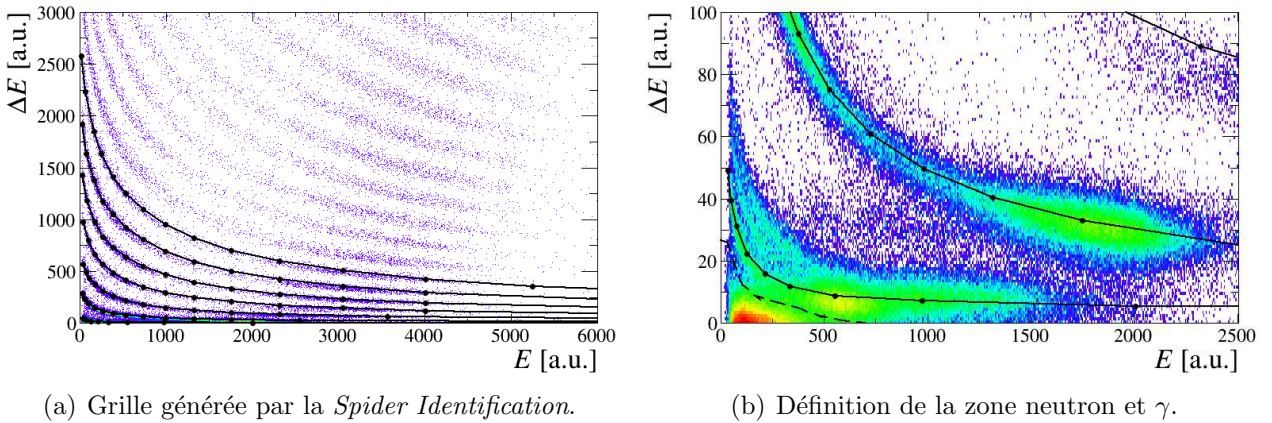 ΔE [a.u.]
3000
2500
2000
1500
1000
500
0
0 1000 2000 3000 4000 5000 6000
E [a.u.]
(a) Grille générée par la Spider Identification.
ΔE [a.u.]
100
80
60
40
20
0
0 500 1000 1500 2000 2500
E [a.u.]
(b) Définition de la zone neutron et γ.